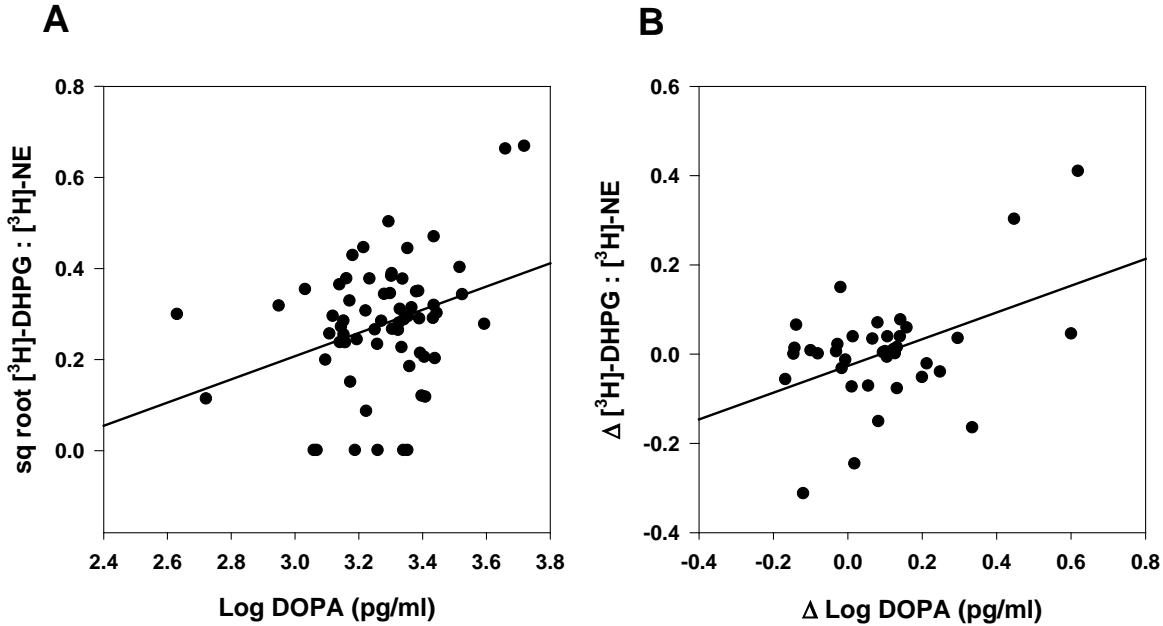 A
B
sq root [³H]-DHPG : [³H]-NE
0.8
0.6
0.4
0.2
0.0
2.4 2.6 2.8 3.0 3.2 3.4 3.6 3.8
Log DOPA (pg/ml)
Δ [³H]-DHPG : [³H]-NE
0.6
0.4
0.2
0.0
-0.2
-0.4
-0.4 -0.2 0.0 0.2 0.4 0.6 0.8
Δ Log DOPA (pg/ml)